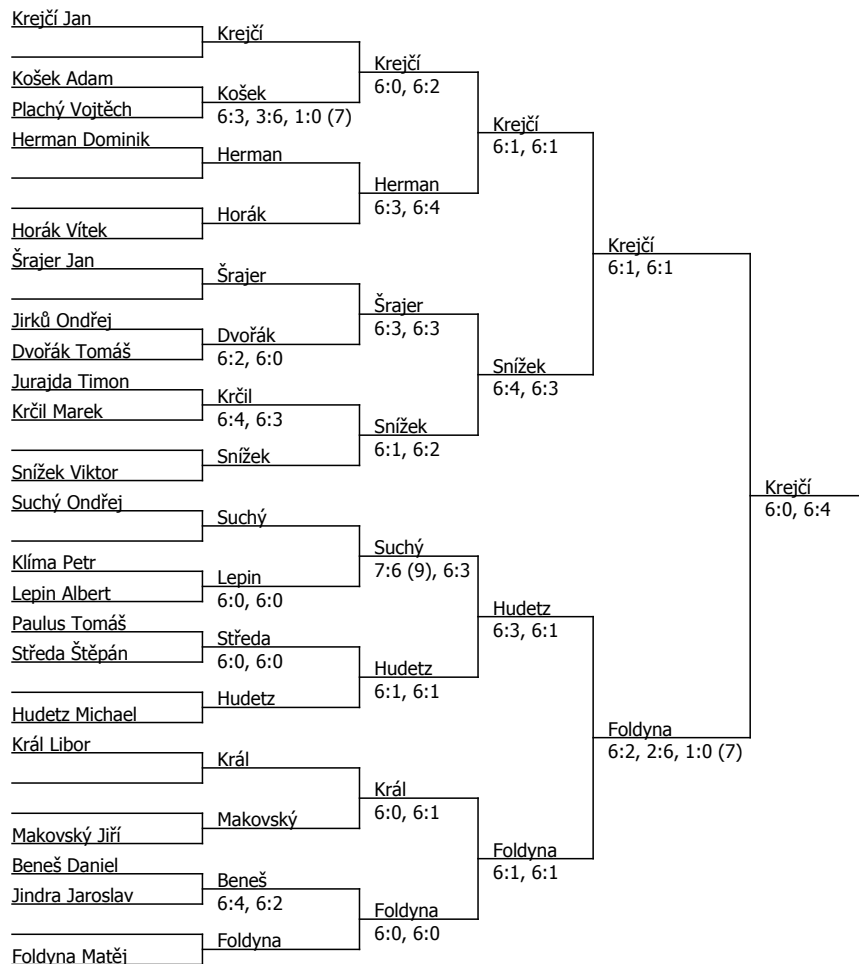 Krejčí Jan
Krejčí
Krejčí
6:0, 6:2
Košek Adam
Košek
Plachý Vojtěch
6:3, 3:6, 1:0 (7)
Krejčí
6:1, 6:1
Herman Dominik
Herman
Herman
6:3, 6:4
Horák
Horák Vítek
Krejčí
6:1, 6:1
Šrajer Jan
Šrajer
Šrajer
6:3, 6:3
Jirků Ondřej
Dvořák
Dvořák Tomáš
6:2, 6:0
Snížek
6:4, 6:3
Jurajda Timon
Krčil
Krčil Marek
6:4, 6:3
Snížek
6:1, 6:2
Snížek
Snížek Viktor
Krejčí
6:0, 6:4
Suchý Ondřej
Suchý
Suchý
7:6 (9), 6:3
Klíma Petr
Lepin
Lepin Albert
6:0, 6:0
Hudetz
6:3, 6:1
Paulus Tomáš
Středa
Středa Štěpán
6:0, 6:0
Hudetz
6:1, 6:1
Hudetz
Hudetz Michael
Foldyna
6:2, 2:6, 1:0 (7)
Král Libor
Král
Král
6:0, 6:1
Makovský
Makovský Jiří
Foldyna
6:1, 6:1
Beneš Daniel
Beneš
Jindra Jaroslav
6:4, 6:2
Foldyna
6:0, 6:0
Foldyna
Foldyna Matěj